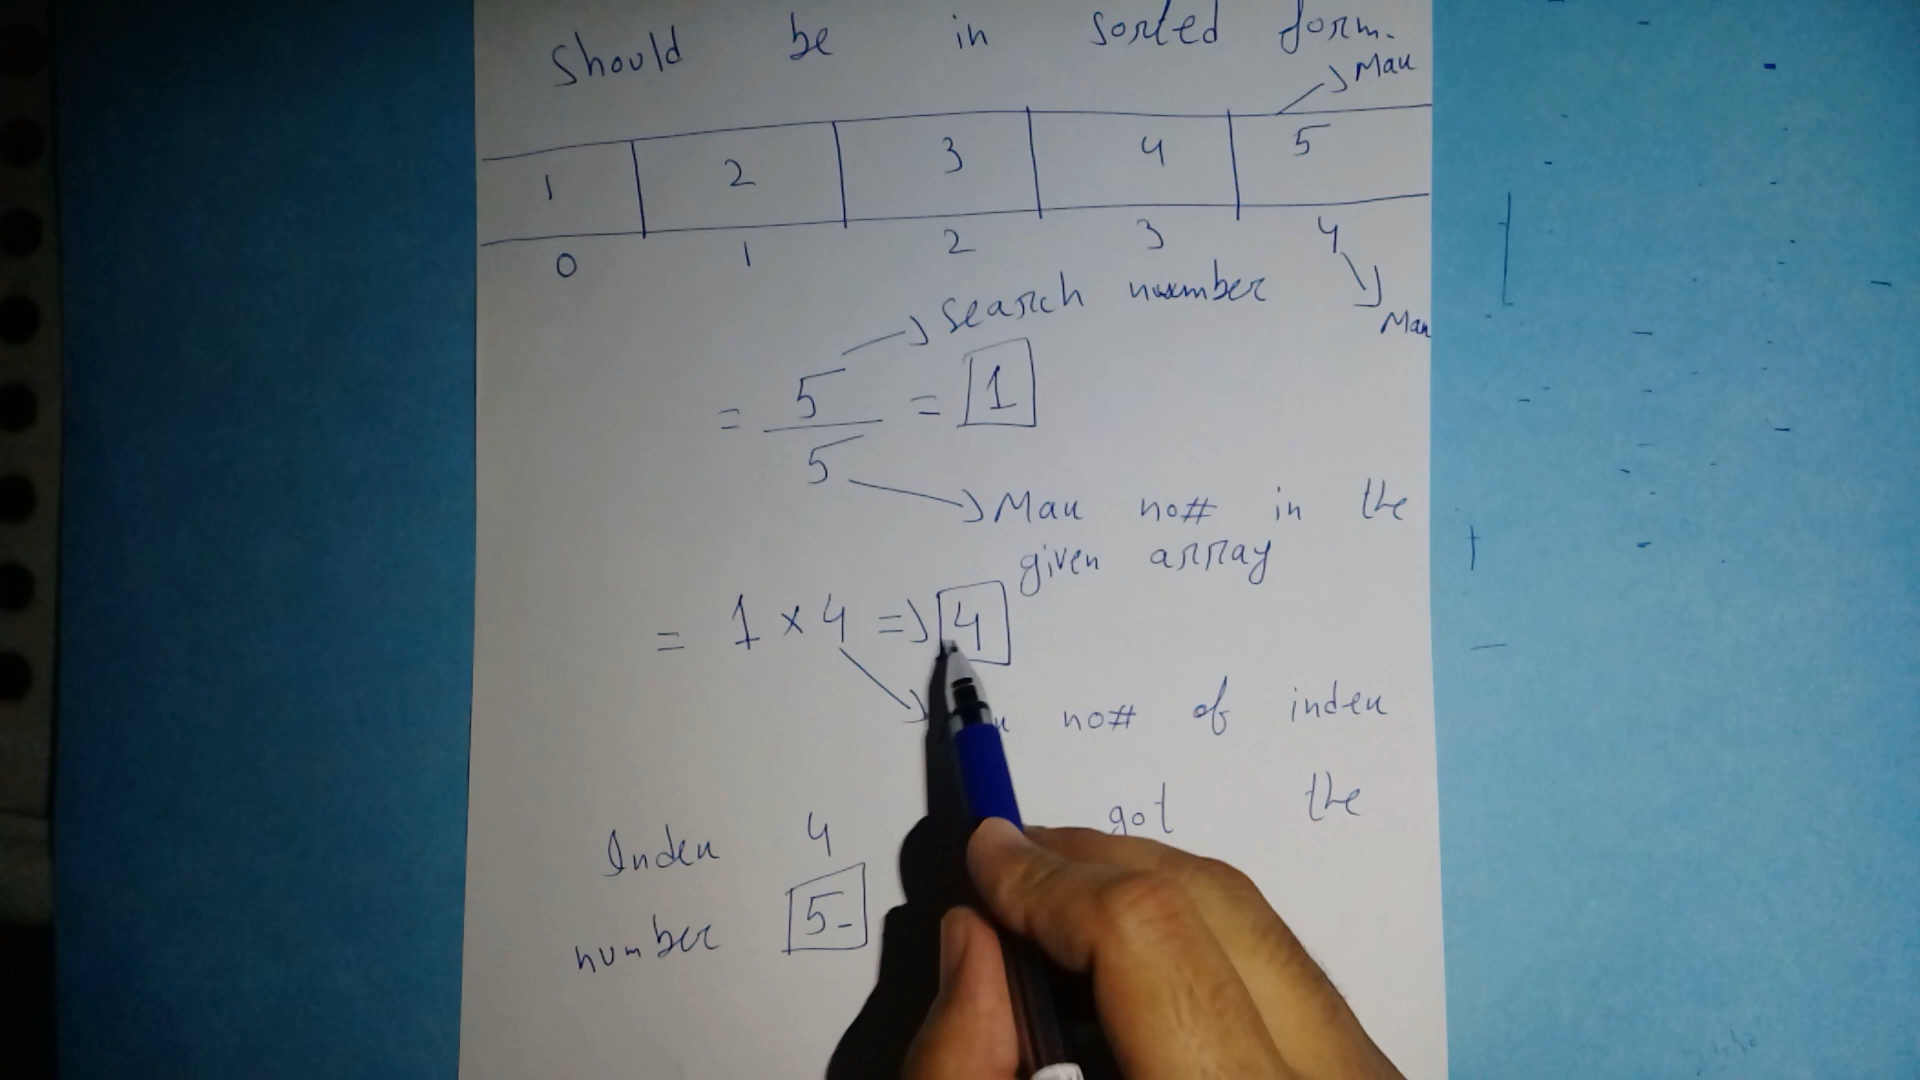 Should be in sorted form.
Max
1 2 3 4 5
0 1 2 3 4
Search number
Max
= 5/5 = 1
Max no# in the
given array
= 1 × 4 => 4
no# of index
Index 4 got the
number 5-